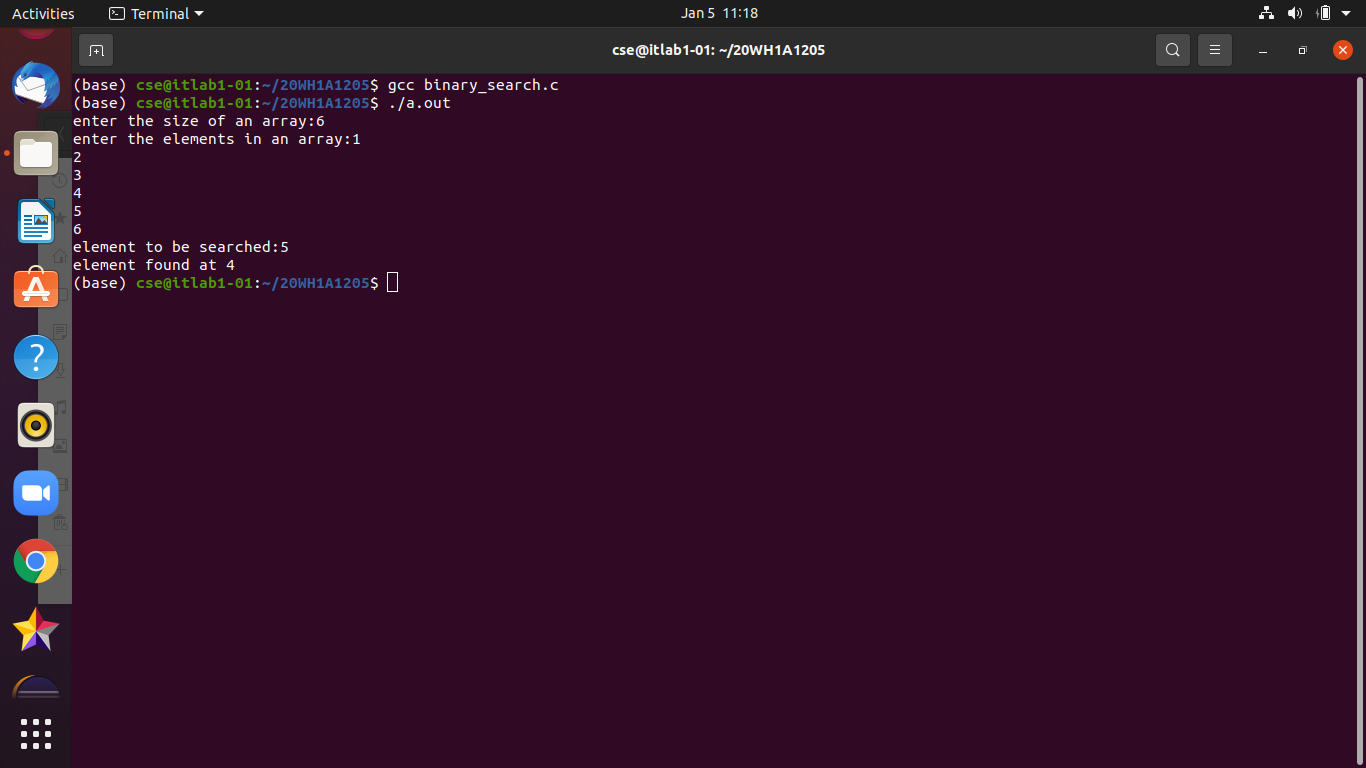 Activities Terminal Jan 5 11:18
cse@itlab1-01: ~/20WH1A1205
(base) cse@itlab1-01:~/20WH1A1205$ gcc binary_search.c
(base) cse@itlab1-01:~/20WH1A1205$ ./a.out
enter the size of an array:6
enter the elements in an array:1
2
3
4
5
6
element to be searched:5
element found at 4
(base) cse@itlab1-01:~/20WH1A1205$